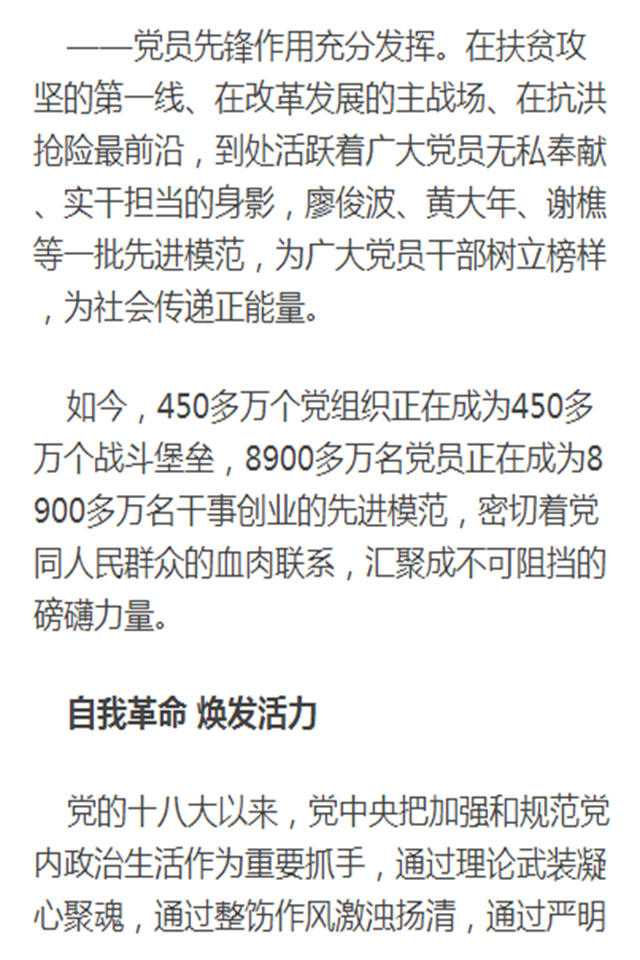 ——党员先锋作用充分发挥。在扶贫攻
坚的第一线、在改革发展的主战场、在抗洪
抢险最前沿，到处活跃着广大党员无私奉献
、实干担当的身影，廖俊波、黄大年、谢樵
等一批先进模范，为广大党员干部树立榜样
，为社会传递正能量。
如今，450多万个党组织正在成为450多
万个战斗堡垒，8900多万名党员正在成为8
900多万名干事创业的先进模范，密切着党
同人民群众的血肉联系，汇聚成不可阻挡的
磅礴力量。
自我革命 焕发活力
党的十八大以来，党中央把加强和规范党
内政治生活作为重要抓手，通过理论武装凝
心聚魂，通过整饬作风激浊扬清，通过严明